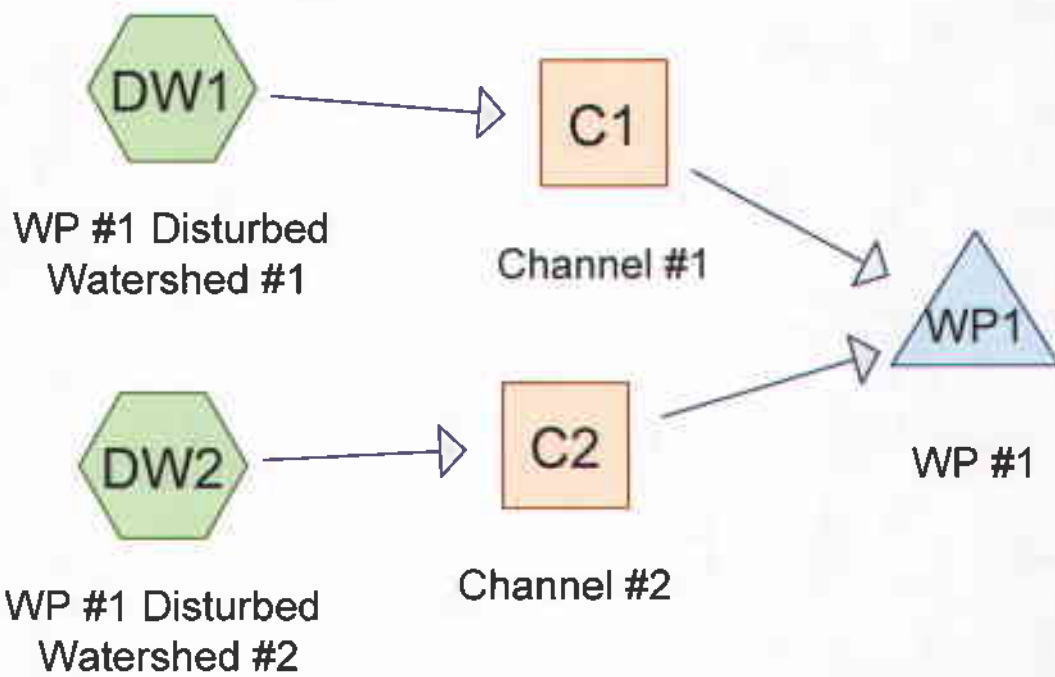 DW1
C1
WP #1 Disturbed
Watershed #1
Channel #1
WP1
WP #1
DW2
C2
WP #1 Disturbed
Watershed #2
Channel #2